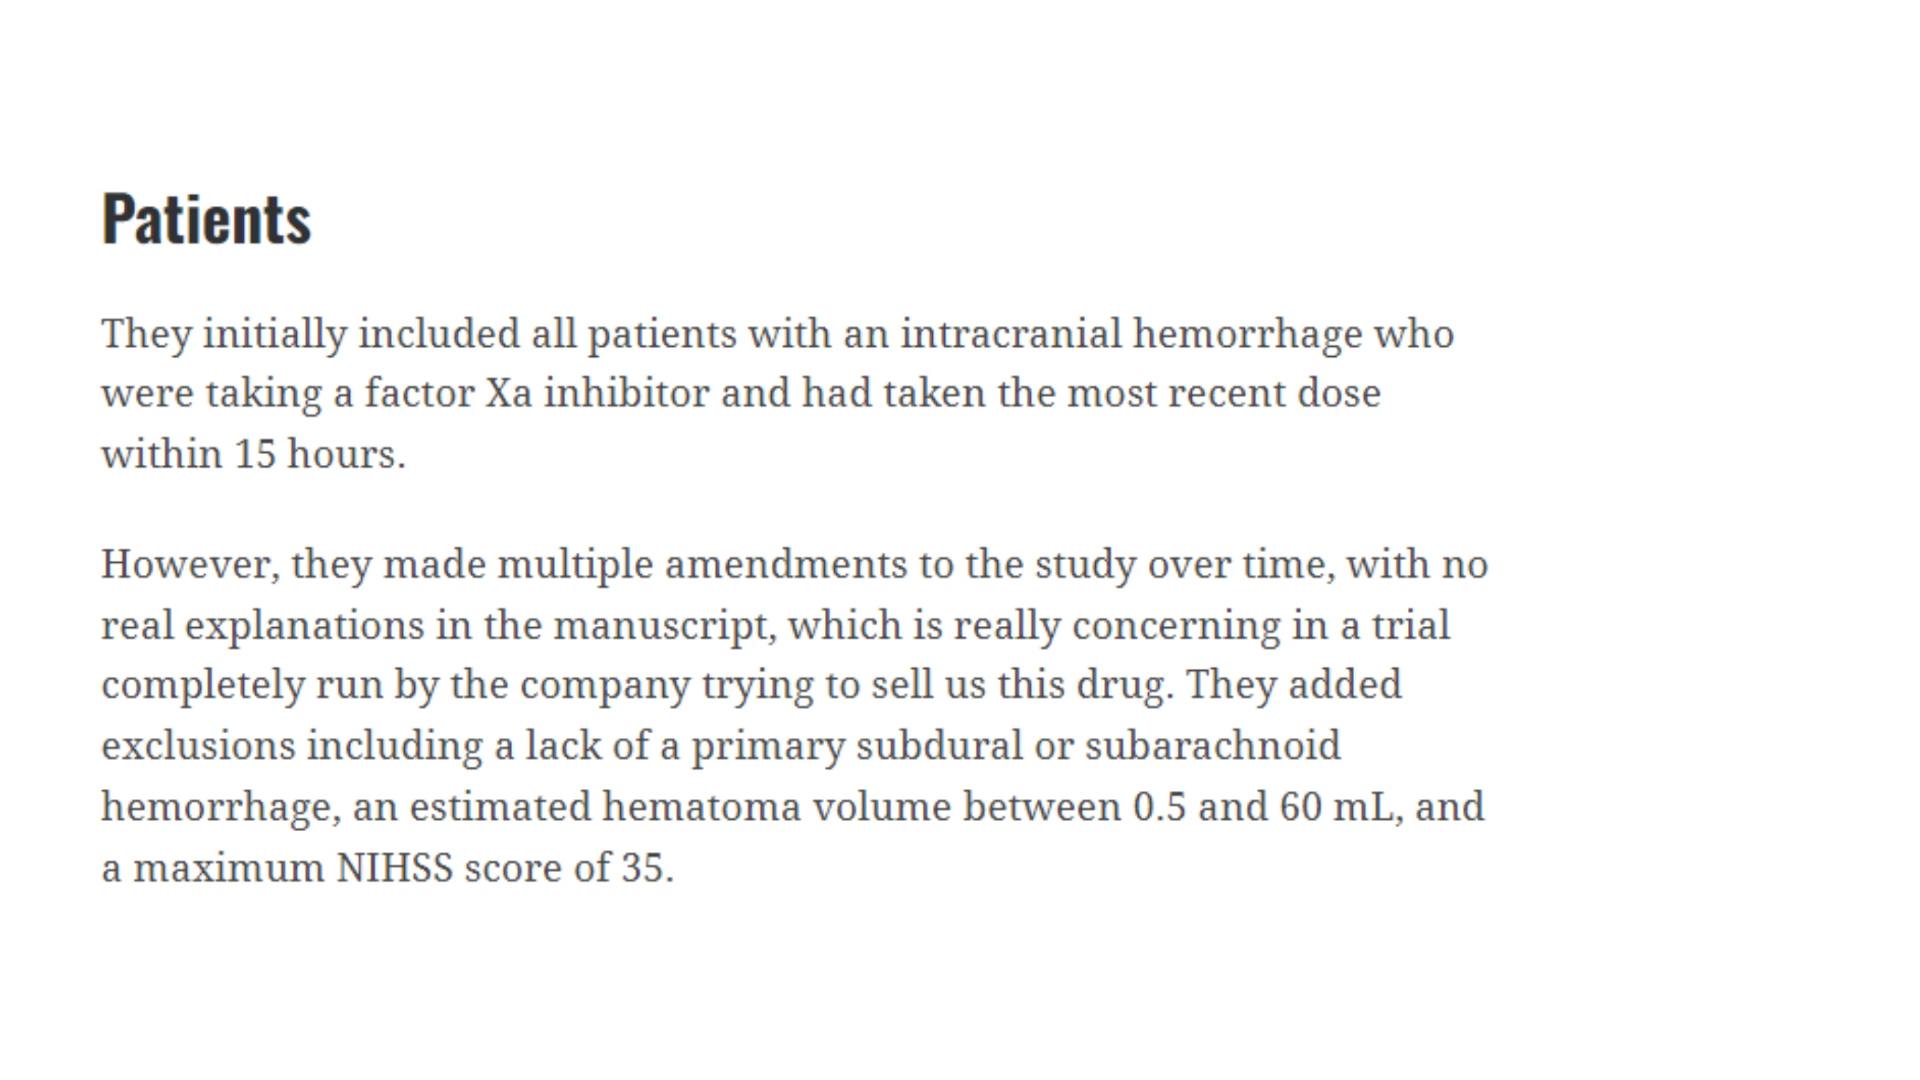 Patients
They initially included all patients with an intracranial hemorrhage who
were taking a factor Xa inhibitor and had taken the most recent dose
within 15 hours.
However, they made multiple amendments to the study over time, with no
real explanations in the manuscript, which is really concerning in a trial
completely run by the company trying to sell us this drug. They added
exclusions including a lack of a primary subdural or subarachnoid
hemorrhage, an estimated hematoma volume between 0.5 and 60 mL, and
a maximum NIHSS score of 35.